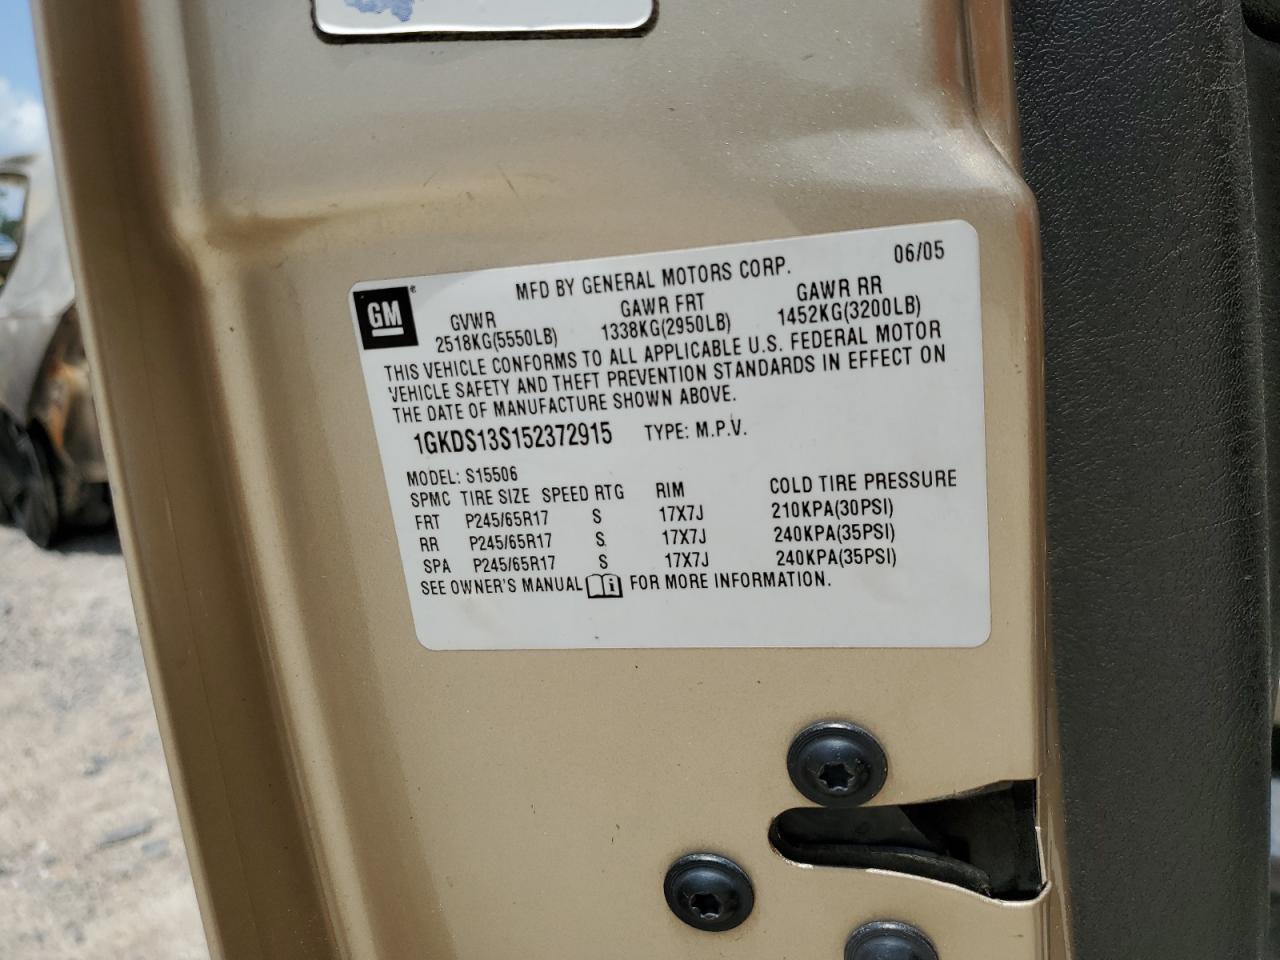 06/05
MFD BY GENERAL MOTORS CORP.
GM®
GVWR GAWR FRT GAWR RR
2518KG(5550LB) 1338KG(2950LB) 1452KG(3200LB)
THIS VEHICLE CONFORMS TO ALL APPLICABLE U.S. FEDERAL MOTOR
VEHICLE SAFETY AND THEFT PREVENTION STANDARDS IN EFFECT ON
THE DATE OF MANUFACTURE SHOWN ABOVE.
1GKDS13S152372915 TYPE: M.P.V.
MODEL: S15506
SPMC TIRE SIZE SPEED RTG RIM COLD TIRE PRESSURE
FRT P245/65R17 S 17X7J 210KPA(30PSI)
RR P245/65R17 S 17X7J 240KPA(35PSI)
SPA P245/65R17 S 17X7J 240KPA(35PSI)
SEE OWNER'S MANUAL i FOR MORE INFORMATION.